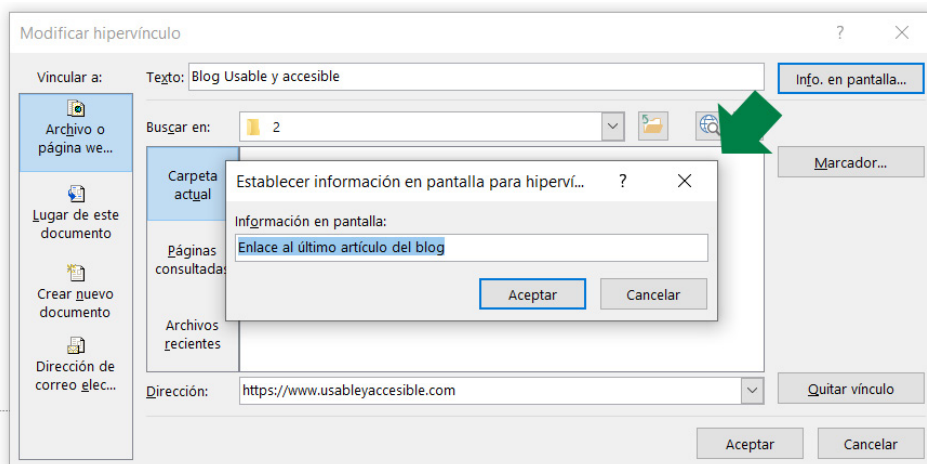 Modificar hipervínculo
?
Vincular a:
Texto:
Blog Usable y accesible
Info. en pantalla...
Archivo o
página we...
Buscar en:
2
Marcador...
Carpeta
actual
Establecer información en pantalla para hiperví...
?
Información en pantalla:
Enlace al último artículo del blog
Aceptar
Cancelar
Lugar de este
documento
Páginas
consultadas
Crear nuevo
documento
Archivos
recientes
Dirección de
correo elec...
Dirección:
https://www.usableyaccesible.com
Quitar vínculo
Aceptar
Cancelar